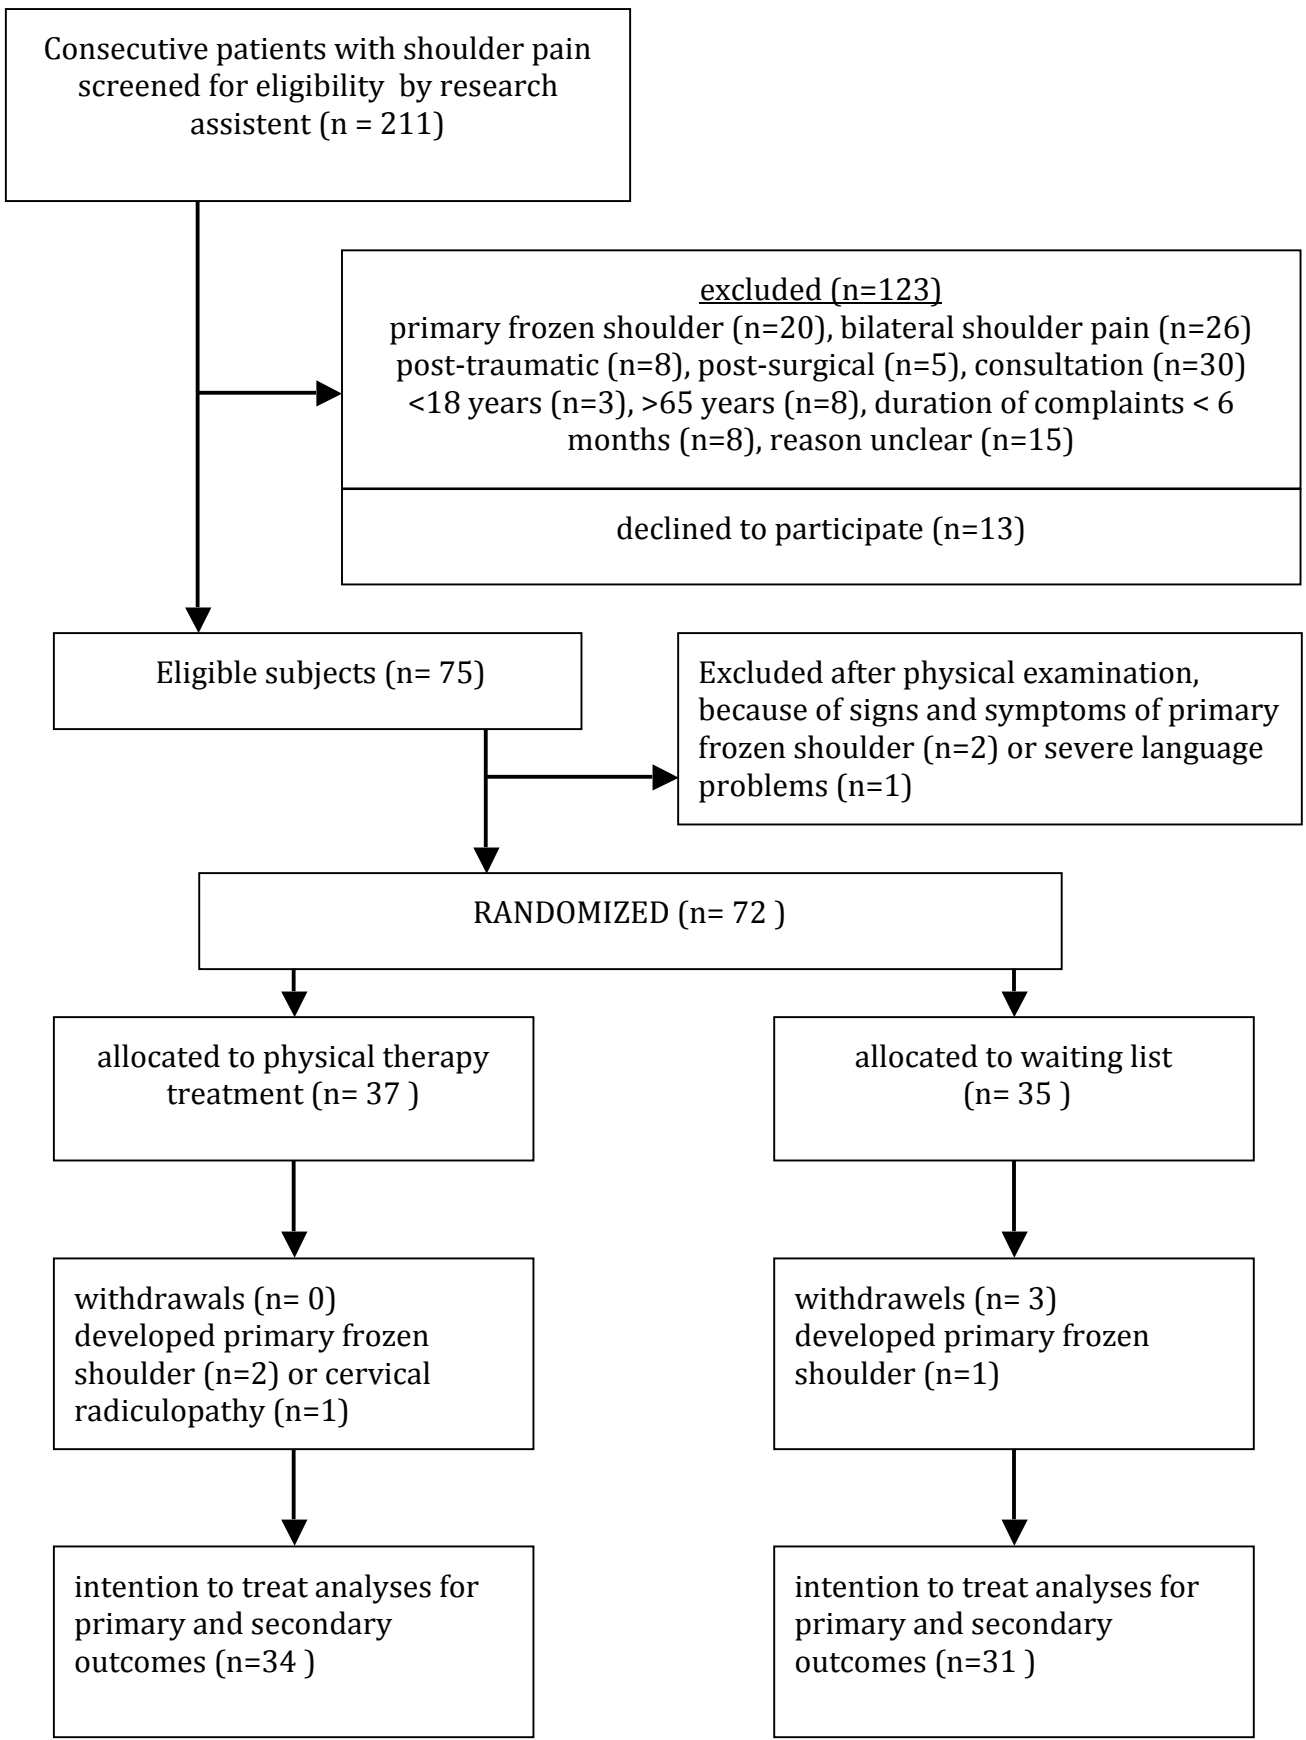 Consecutive patients with shoulder pain
screened for eligibility  by research
assistent (n = 211)
excluded (n=123)
primary frozen shoulder (n=20), bilateral shoulder pain (n=26)
post-traumatic (n=8), post-surgical (n=5), consultation (n=30)
<18 years (n=3), >65 years (n=8), duration of complaints < 6
months (n=8), reason unclear (n=15)
declined to participate (n=13)
Eligible subjects (n= 75)
Excluded after physical examination,
because of signs and symptoms of primary
frozen shoulder (n=2) or severe language
problems (n=1)
RANDOMIZED (n= 72 )
allocated to physical therapy
treatment (n= 37 )
allocated to waiting list
(n= 35 )
withdrawals (n= 0)
developed primary frozen
shoulder (n=2) or cervical
radiculopathy (n=1)
withdrawels (n= 3)
developed primary frozen
shoulder (n=1)
intention to treat analyses for
primary and secondary
outcomes (n=34 )
intention to treat analyses for
primary and secondary
outcomes (n=31 )